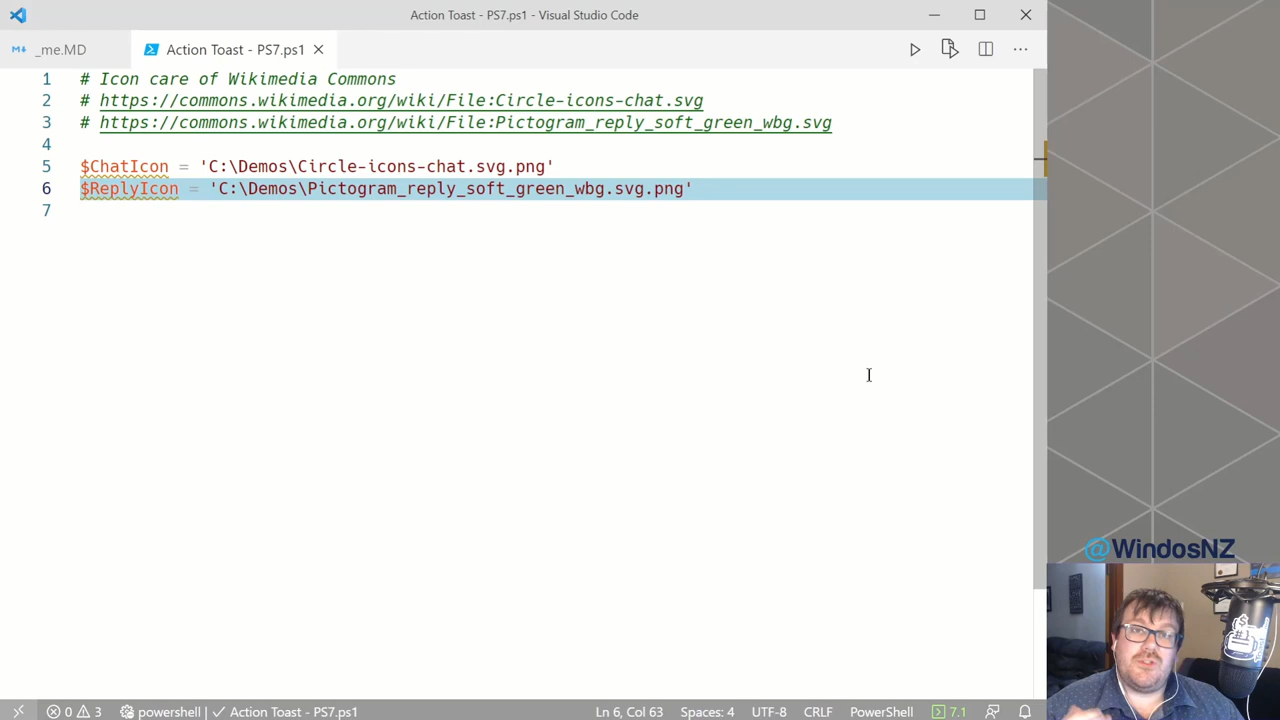 Action Toast - PS7.ps1 - Visual Studio Code
_me.MD
Action Toast - PS7.ps1
1 # Icon care of Wikimedia Commons
2 # https://commons.wikimedia.org/wiki/File:Circle-icons-chat.svg
3 # https://commons.wikimedia.org/wiki/File:Pictogram_reply_soft_green_wbg.svg
4
5 $ChatIcon = 'C:\Demos\Circle-icons-chat.svg.png'
6 $ReplyIcon = 'C:\Demos\Pictogram_reply_soft_green_wbg.svg.png'
7
@WindosNZ
0 3 powershell Action Toast - PS7.ps1 Ln 6, Col 63 Spaces: 4 UTF-8 CRLF PowerShell 7.1